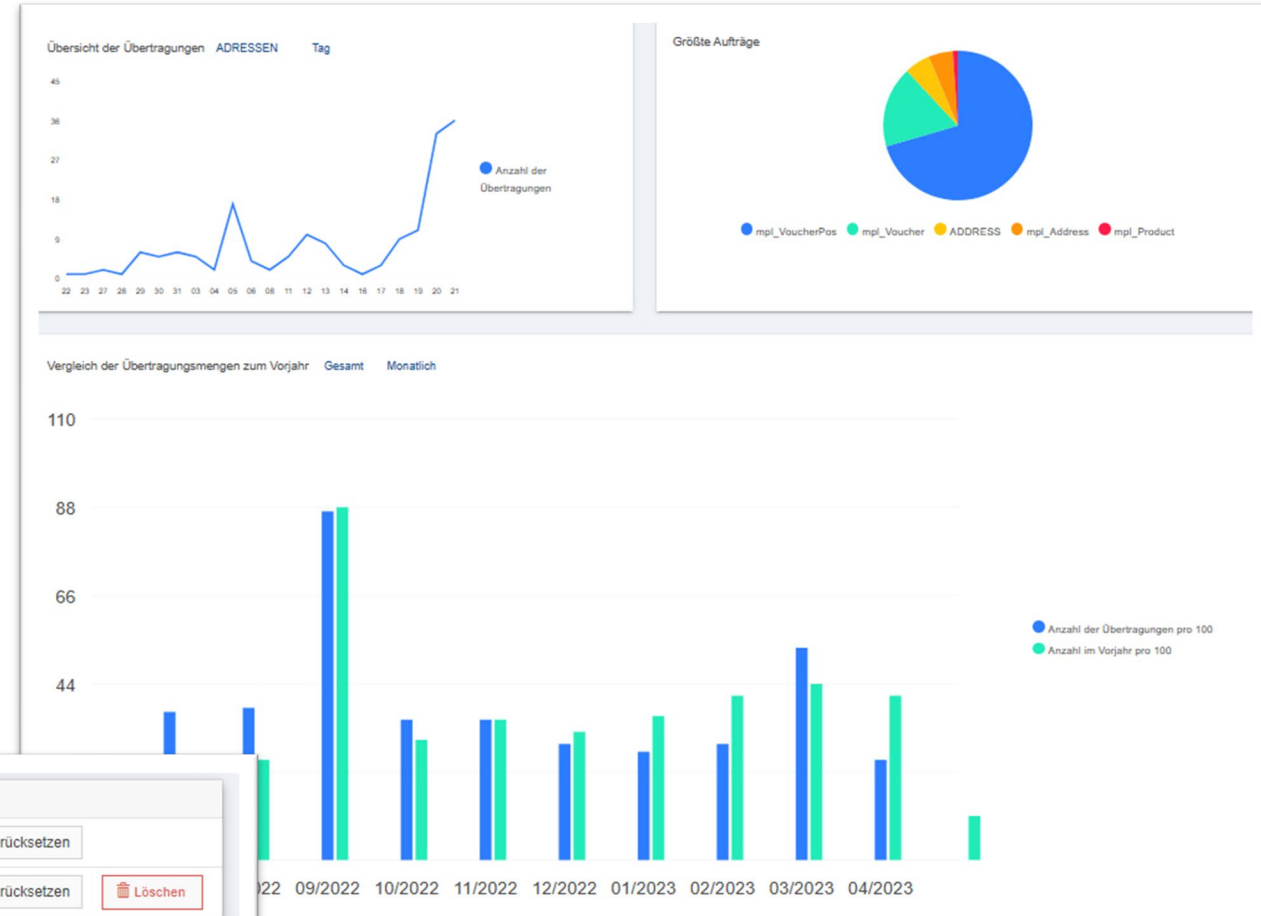 Übersicht der Übertragungen ADRESSEN Tag
45
36
27
18
9
0
22 23 27 28 29 30 31 03 04 05 06 08 11 12 13 14 16 17 18 19 20 21
Anzahl der
Übertragungen
Größte Aufträge
mpl_VoucherPos mpl_Voucher ADDRESS mpl_Address mpl_Product
Vergleich der Übertragungsmengen zum Vorjahr Gesamt Monatlich
110
88
66
44
Anzahl der Übertragungen pro 100
Anzahl im Vorjahr pro 100
rücksetzen
rücksetzen Löschen
022 09/2022 10/2022 11/2022 12/2022 01/2023 02/2023 03/2023 04/2023